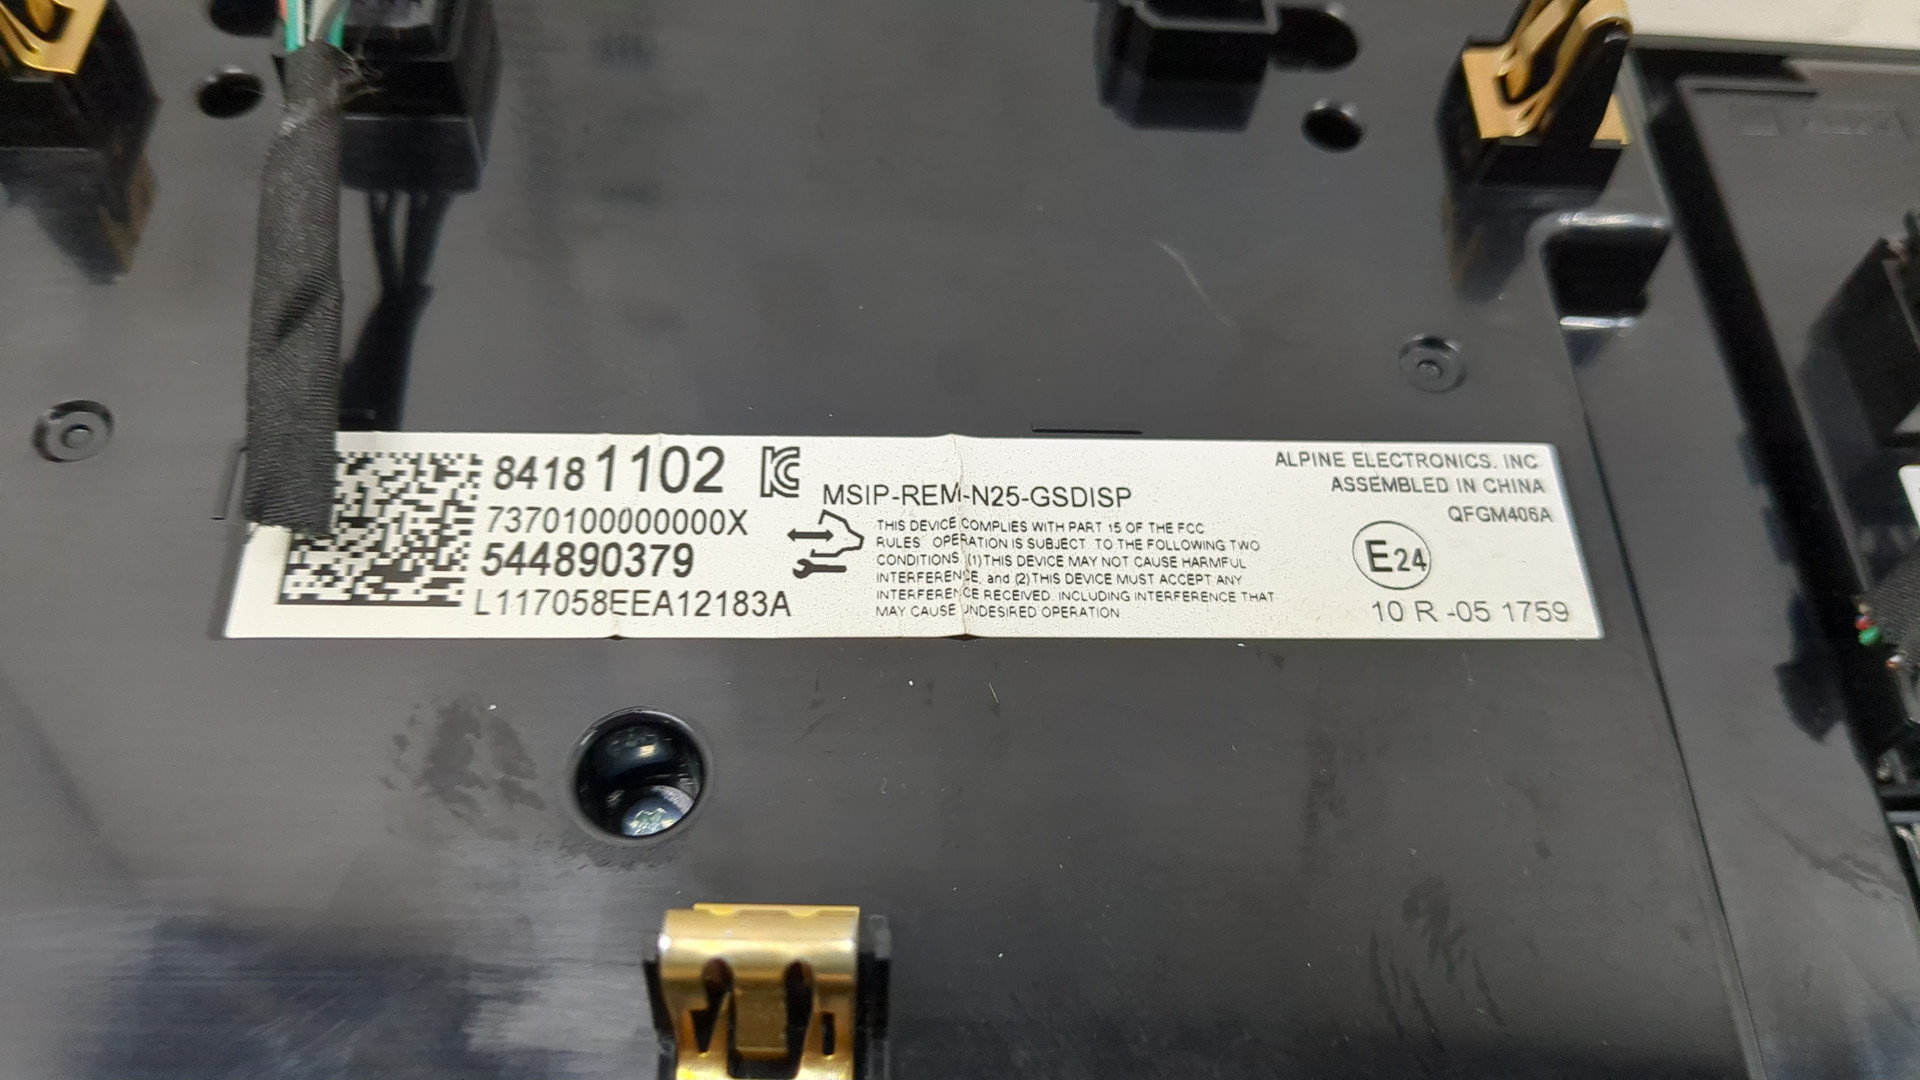 84181102
MSIP-REM-N25-GSDISP
7370100000000X
544890379
L117058EEA12183A
THIS DEVICE COMPLIES WITH PART 15 OF THE FCC
RULES OPERATION IS SUBJECT TO THE FOLLOWING TWO
CONDITIONS (1)THIS DEVICE MAY NOT CAUSE HARMFUL
INTERFERENCE, and (2)THIS DEVICE MUST ACCEPT ANY
INTERFERENCE RECEIVED. INCLUDING INTERFERENCE THAT
MAY CAUSE UNDESIRED OPERATION
ALPINE ELECTRONICS. INC
ASSEMBLED IN CHINA
QFGM406A
E24
10 R -05 1759